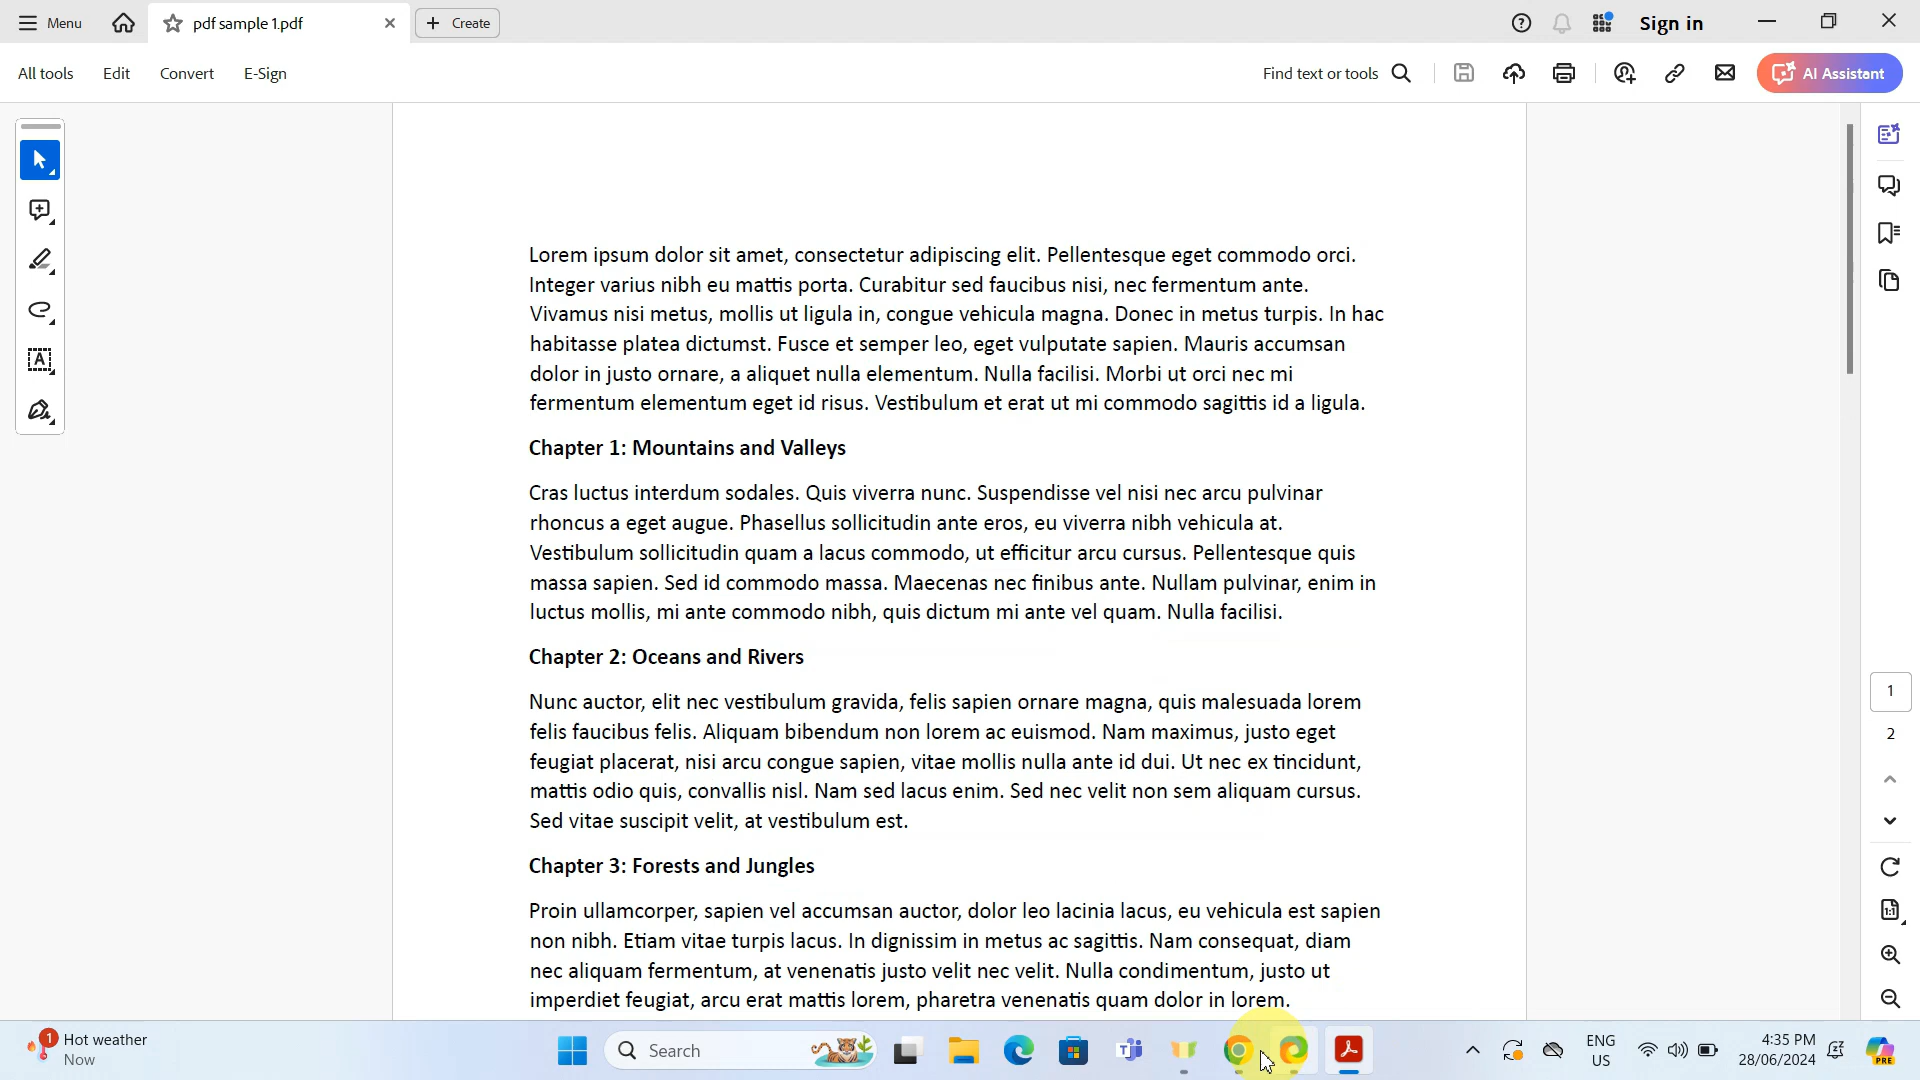 Menu
pdf sample 1.pdf
Create
Sign in
All tools
Edit
Convert
E-Sign
Find text or tools
AI Assistant
Lorem ipsum dolor sit amet, consectetur adipiscing elit. Pellentesque eget commodo orci.
Integer varius nibh eu mattis porta. Curabitur sed faucibus nisi, nec fermentum ante.
Vivamus nisi metus, mollis ut ligula in, congue vehicula magna. Donec in metus turpis. In hac
habitasse platea dictumst. Fusce et semper leo, eget vulputate sapien. Mauris accumsan
dolor in justo ornare, a aliquet nulla elementum. Nulla facilisi. Morbi ut orci nec mi
fermentum elementum eget id risus. Vestibulum et erat ut mi commodo sagittis id a ligula.
Chapter 1: Mountains and Valleys
Cras luctus interdum sodales. Quis viverra nunc. Suspendisse vel nisi nec arcu pulvinar
rhoncus a eget augue. Phasellus sollicitudin ante eros, eu viverra nibh vehicula at.
Vestibulum sollicitudin quam a lacus commodo, ut efficitur arcu cursus. Pellentesque quis
massa sapien. Sed id commodo massa. Maecenas nec finibus ante. Nullam pulvinar, enim in
luctus mollis, mi ante commodo nibh, quis dictum mi ante vel quam. Nulla facilisi.
Chapter 2: Oceans and Rivers
Nunc auctor, elit nec vestibulum gravida, felis sapien ornare magna, quis malesuada lorem
felis faucibus felis. Aliquam bibendum non lorem ac euismod. Nam maximus, justo eget
feugiat placerat, nisi arcu congue sapien, vitae mollis nulla ante id dui. Ut nec ex tincidunt,
mattis odio quis, convallis nisl. Nam sed lacus enim. Sed nec velit non sem aliquam cursus.
Sed vitae suscipit velit, at vestibulum est.
Chapter 3: Forests and Jungles
Proin ullamcorper, sapien vel accumsan auctor, dolor leo lacinia lacus, eu vehicula est sapien
non nibh. Etiam vitae turpis lacus. In dignissim in metus ac sagittis. Nam consequat, diam
nec aliquam fermentum, at venenatis justo velit nec velit. Nulla condimentum, justo ut
imperdiet feugiat, arcu erat mattis lorem, pharetra venenatis quam dolor in lorem.
1
2
1
Hot weather
Now
Search
ENG
US
4:35 PM
28/06/2024
PRE